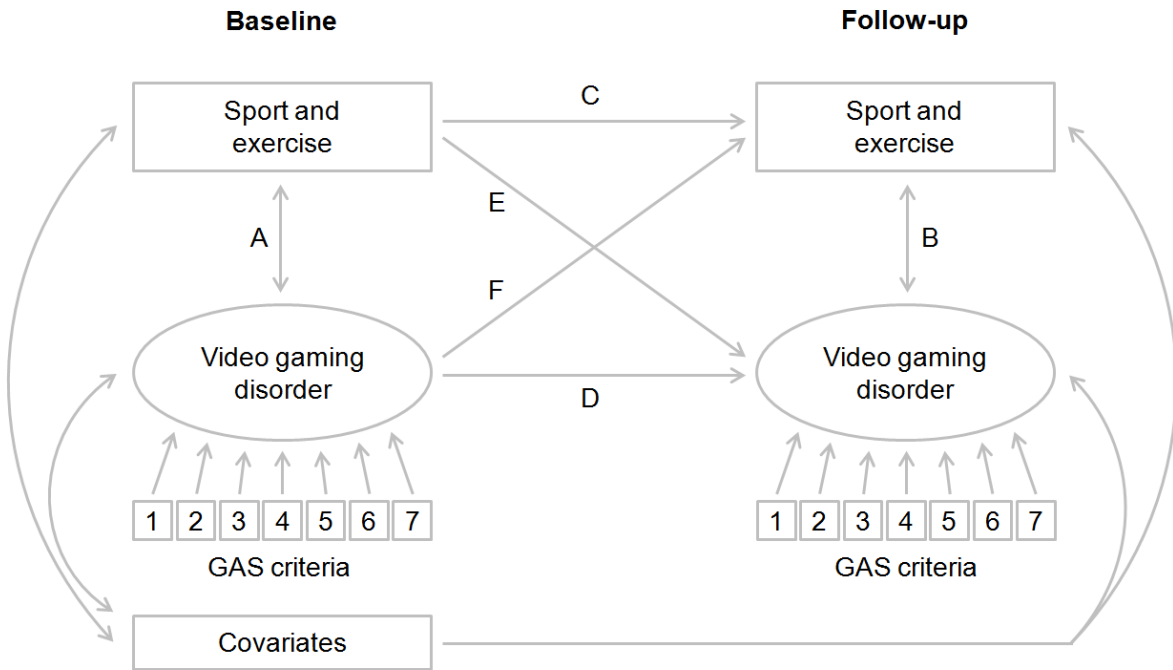 Baseline
Follow-up
Sport and
exercise
C
Sport and
exercise
A
E
B
F
Video gaming
disorder
D
Video gaming
disorder
1 2 3 4 5 6 7
GAS criteria
1 2 3 4 5 6 7
GAS criteria
Covariates